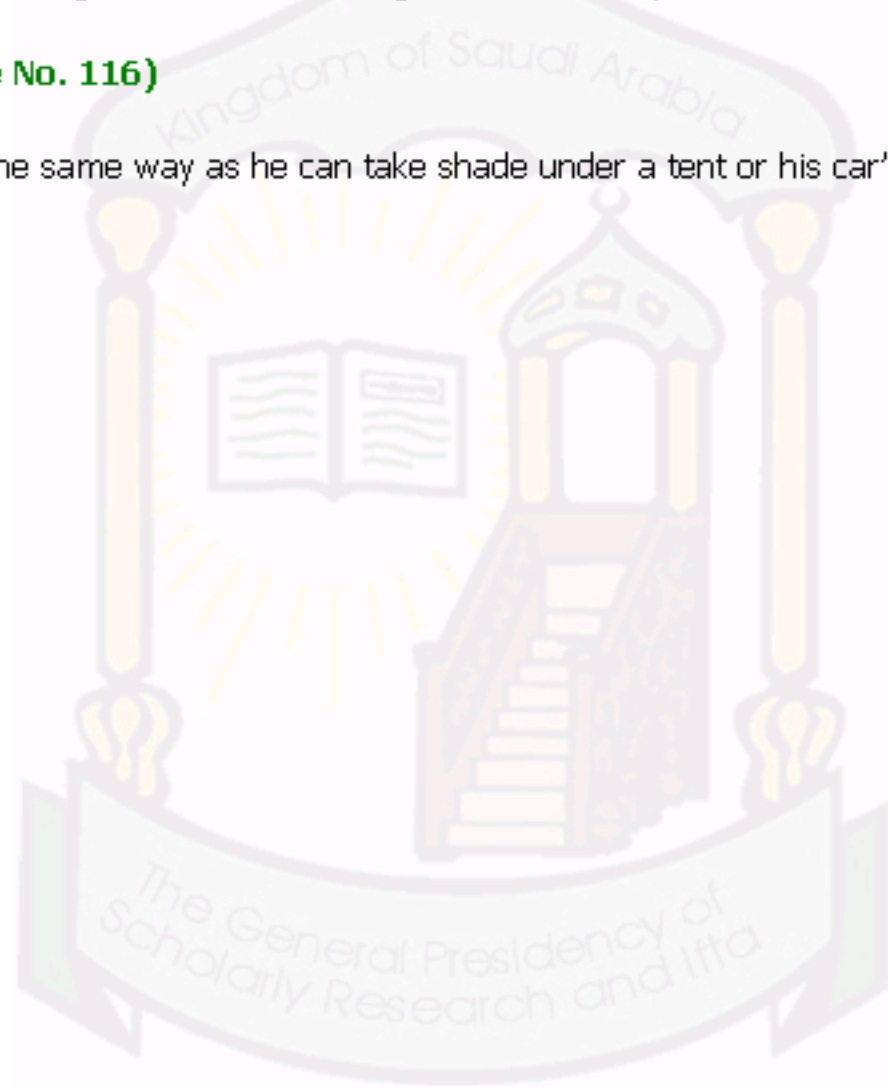 No. 116)
Kingdom of Saudi Arabia
same way as he can take shade under a tent or his car'
The General Presidency of
Scholarly Research and Ifta